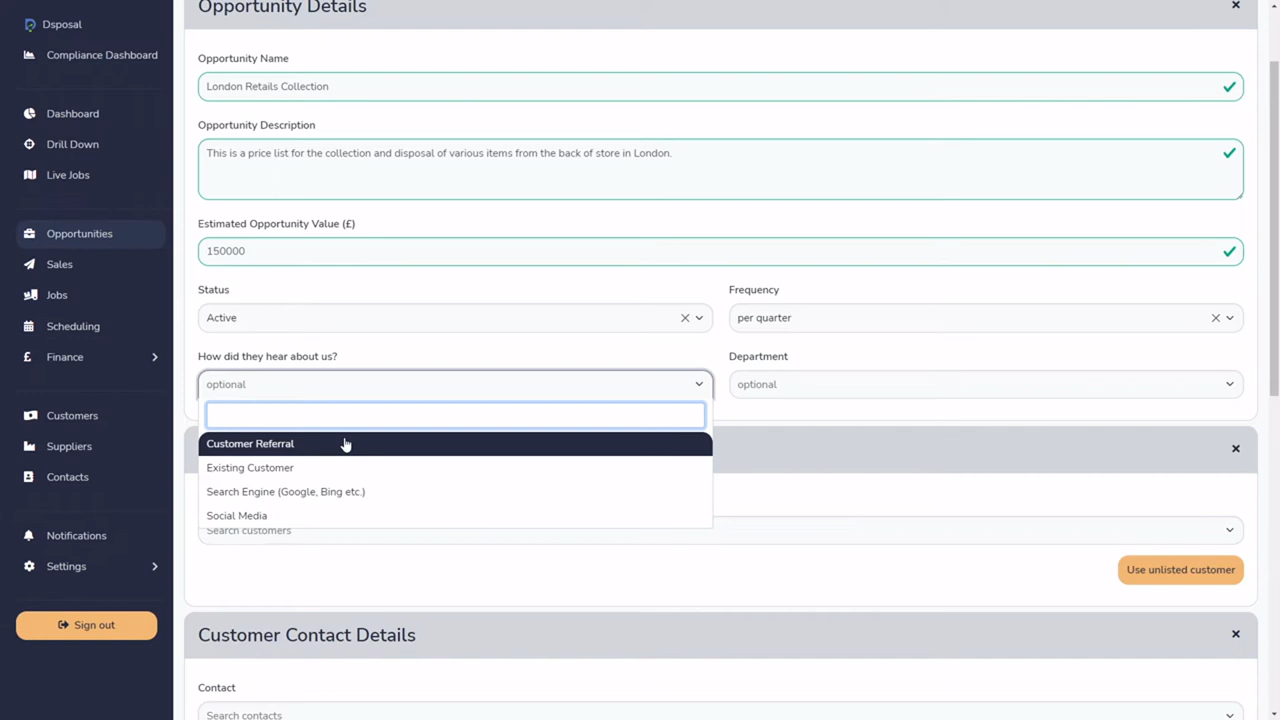 Dsposal
Compliance Dashboard
Dashboard
Drill Down
Live Jobs
Opportunities
Sales
Jobs
Scheduling
Finance
Customers
Suppliers
Contacts
Notifications
Settings
Sign out
Opportunity Details
Opportunity Name
London Retails Collection
Opportunity Description
This is a price list for the collection and disposal of various items from the back of store in London.
Estimated Opportunity Value (£)
150000
Status
Frequency
Active
per quarter
How did they hear about us?
Department
optional
optional
Customer Referral
Existing Customer
Search Engine (Google, Bing etc.)
Social Media
Search customers
Use unlisted customer
Customer Contact Details
Contact
Search contacts